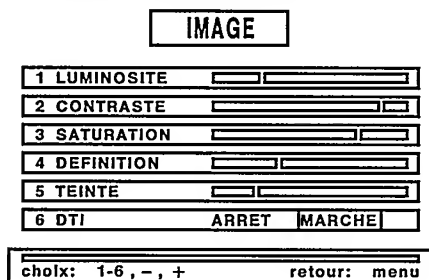 IMAGE
1 LUMINOSITE
2 CONTRASTE
3 SATURATION
4 DEFINITION
5 TEINTE
6 DTI ARRET MARCHE
choix: 1-6 , – , + retour: menu